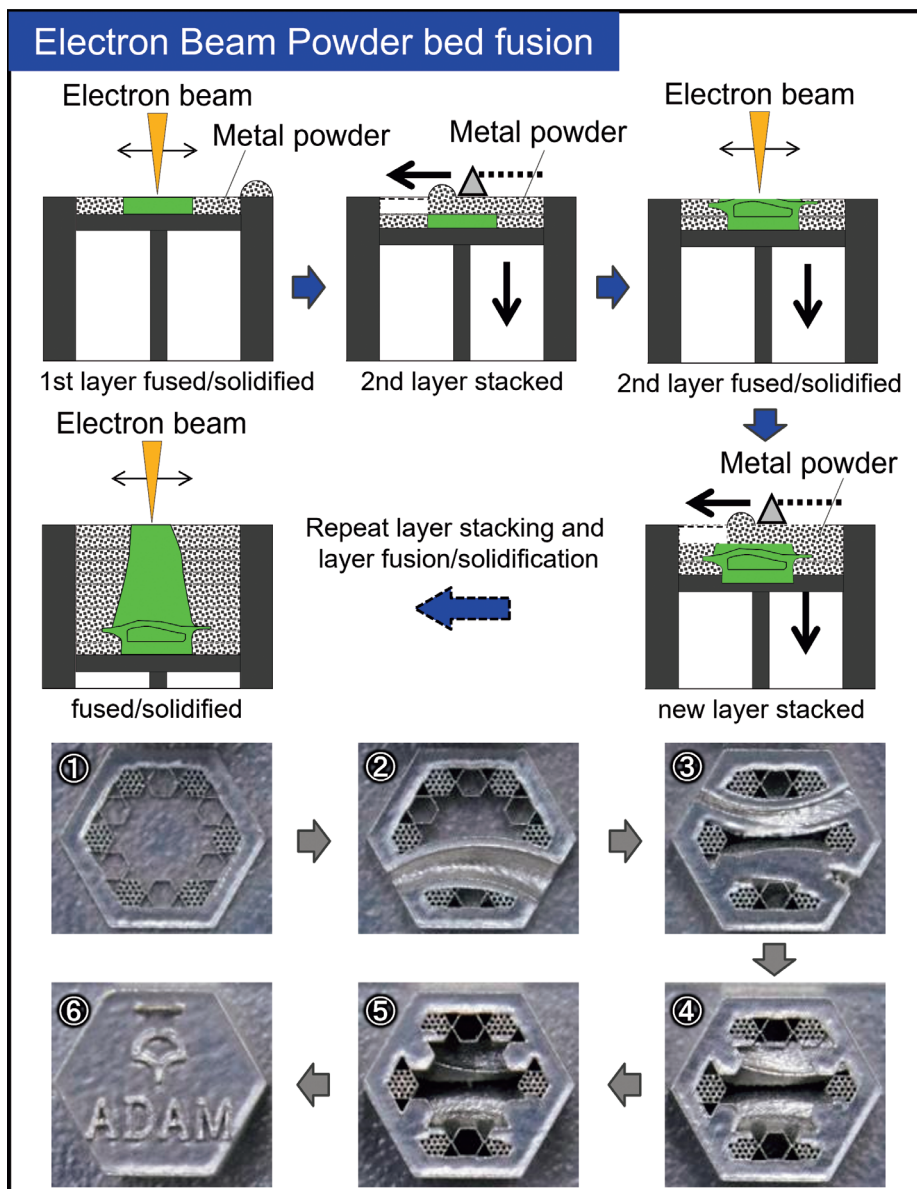 Electron Beam Powder bed fusion
Electron beam
Metal powder
1st layer fused/solidified
Metal powder
2nd layer stacked
Electron beam
2nd layer fused/solidified
Electron beam
fused/solidified
Repeat layer stacking and
layer fusion/solidification
Metal powder
new layer stacked
①
②
③
⑥
ADAM
⑤
④